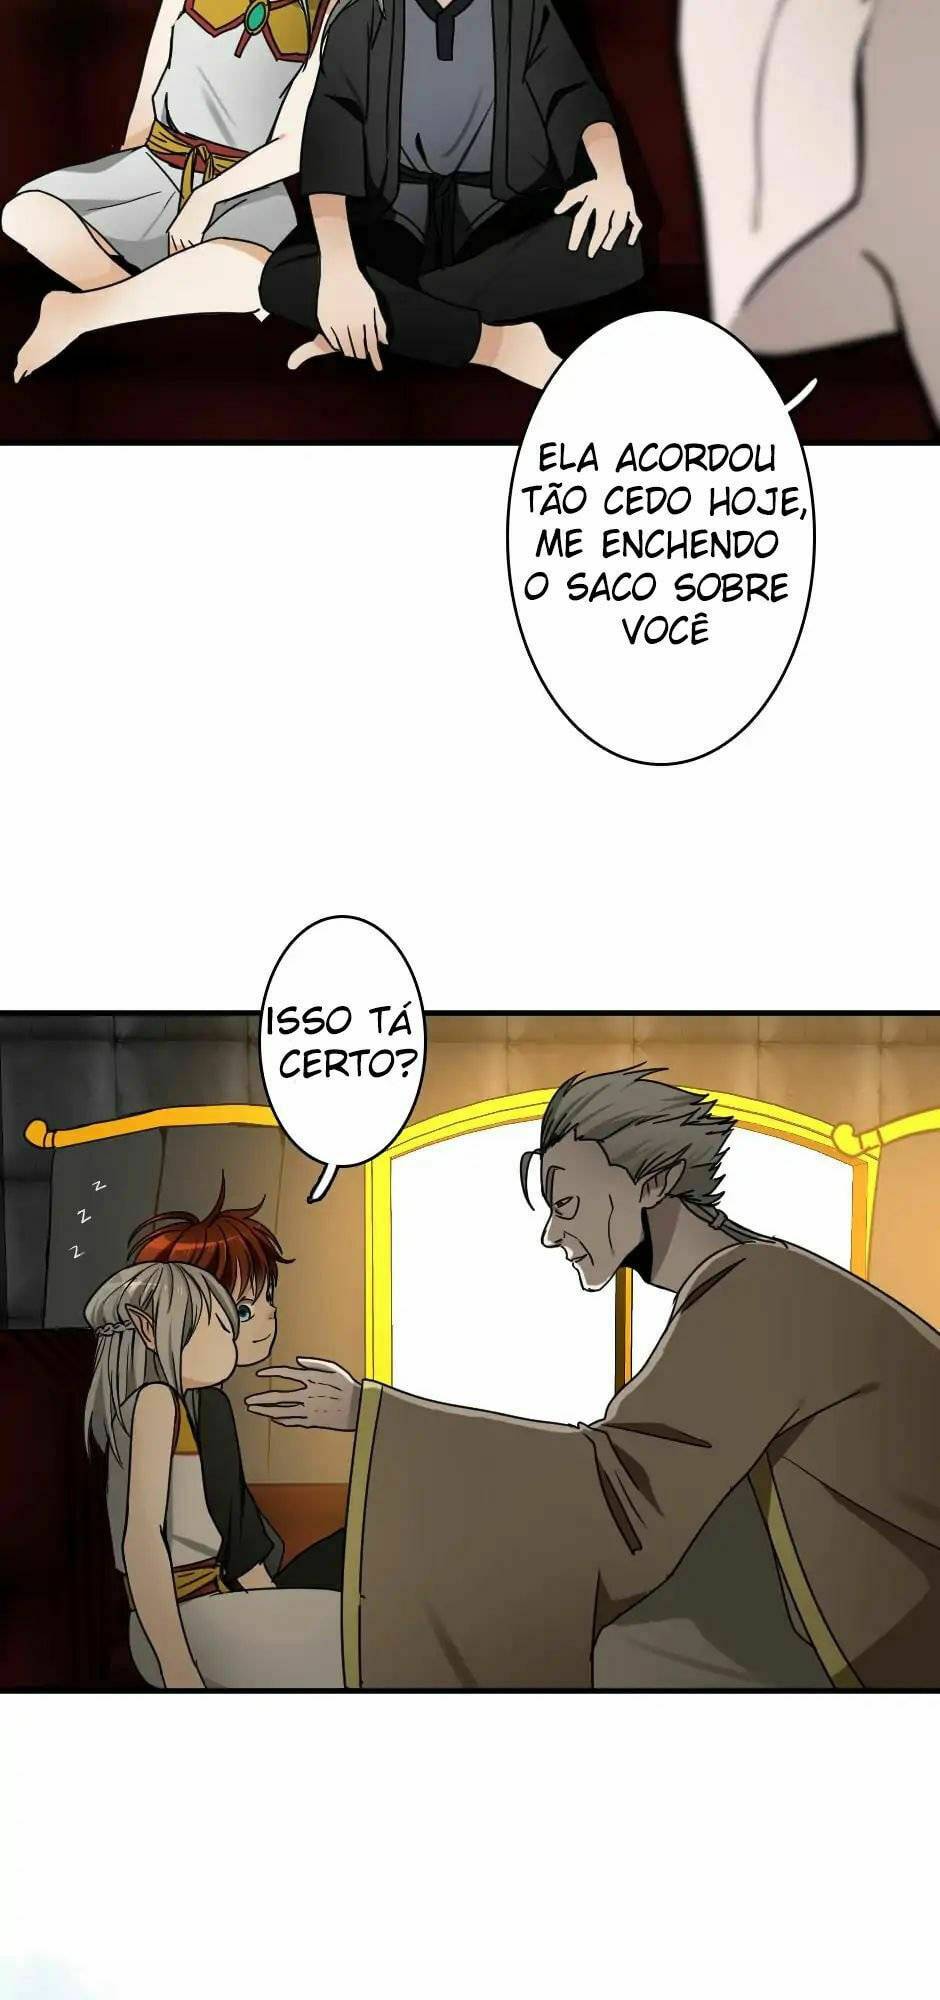 ELA ACORDOU
TÃO CEDO HOJE,
ME ENCHENDO
O SACO SOBRE
VOCÊ
ISSO TÁ
CERTO?
Z
Z
Z